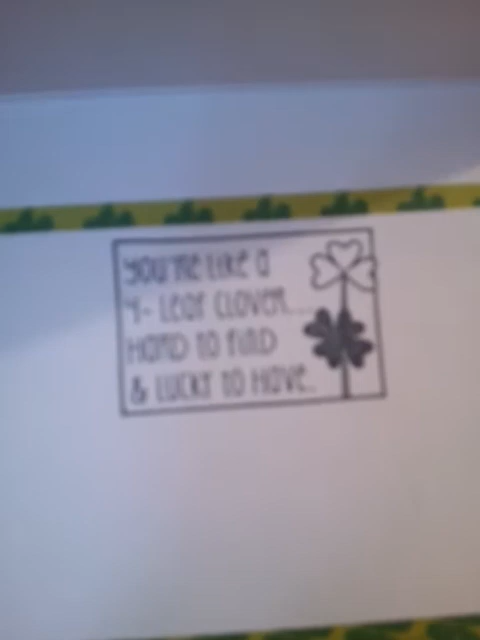 You're like a
4- Leaf Clover....
Hard to find
& Lucky to Have.